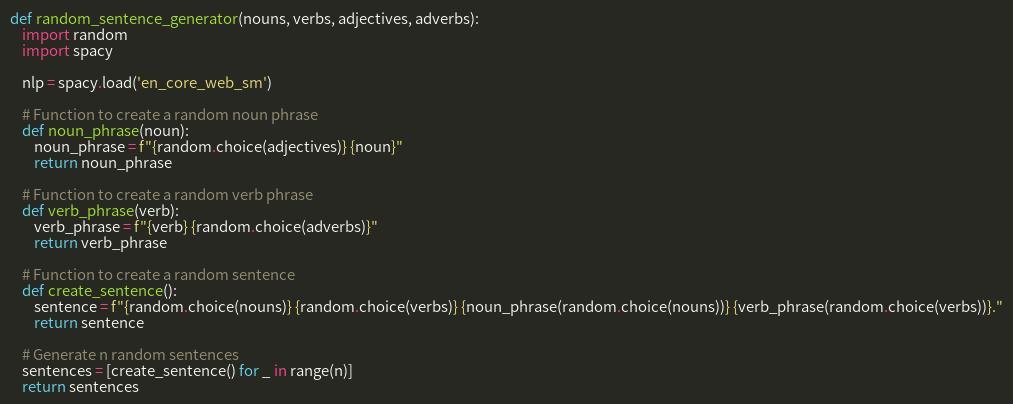 def random_sentence_generator(nouns, verbs, adjectives, adverbs):
    import random
    import spacy

    nlp = spacy.load('en_core_web_sm')

    # Function to create a random noun phrase
    def noun_phrase(noun):
        noun_phrase = f"{random.choice(adjectives)} {noun}"
        return noun_phrase

    # Function to create a random verb phrase
    def verb_phrase(verb):
        verb_phrase = f"{verb} {random.choice(adverbs)}"
        return verb_phrase

    # Function to create a random sentence
    def create_sentence():
        sentence = f"{random.choice(nouns)} {random.choice(verbs)} {noun_phrase(random.choice(nouns))} {verb_phrase(random.choice(verbs))}."
        return sentence

    # Generate n random sentences
    sentences = [create_sentence() for _ in range(n)]
    return sentences